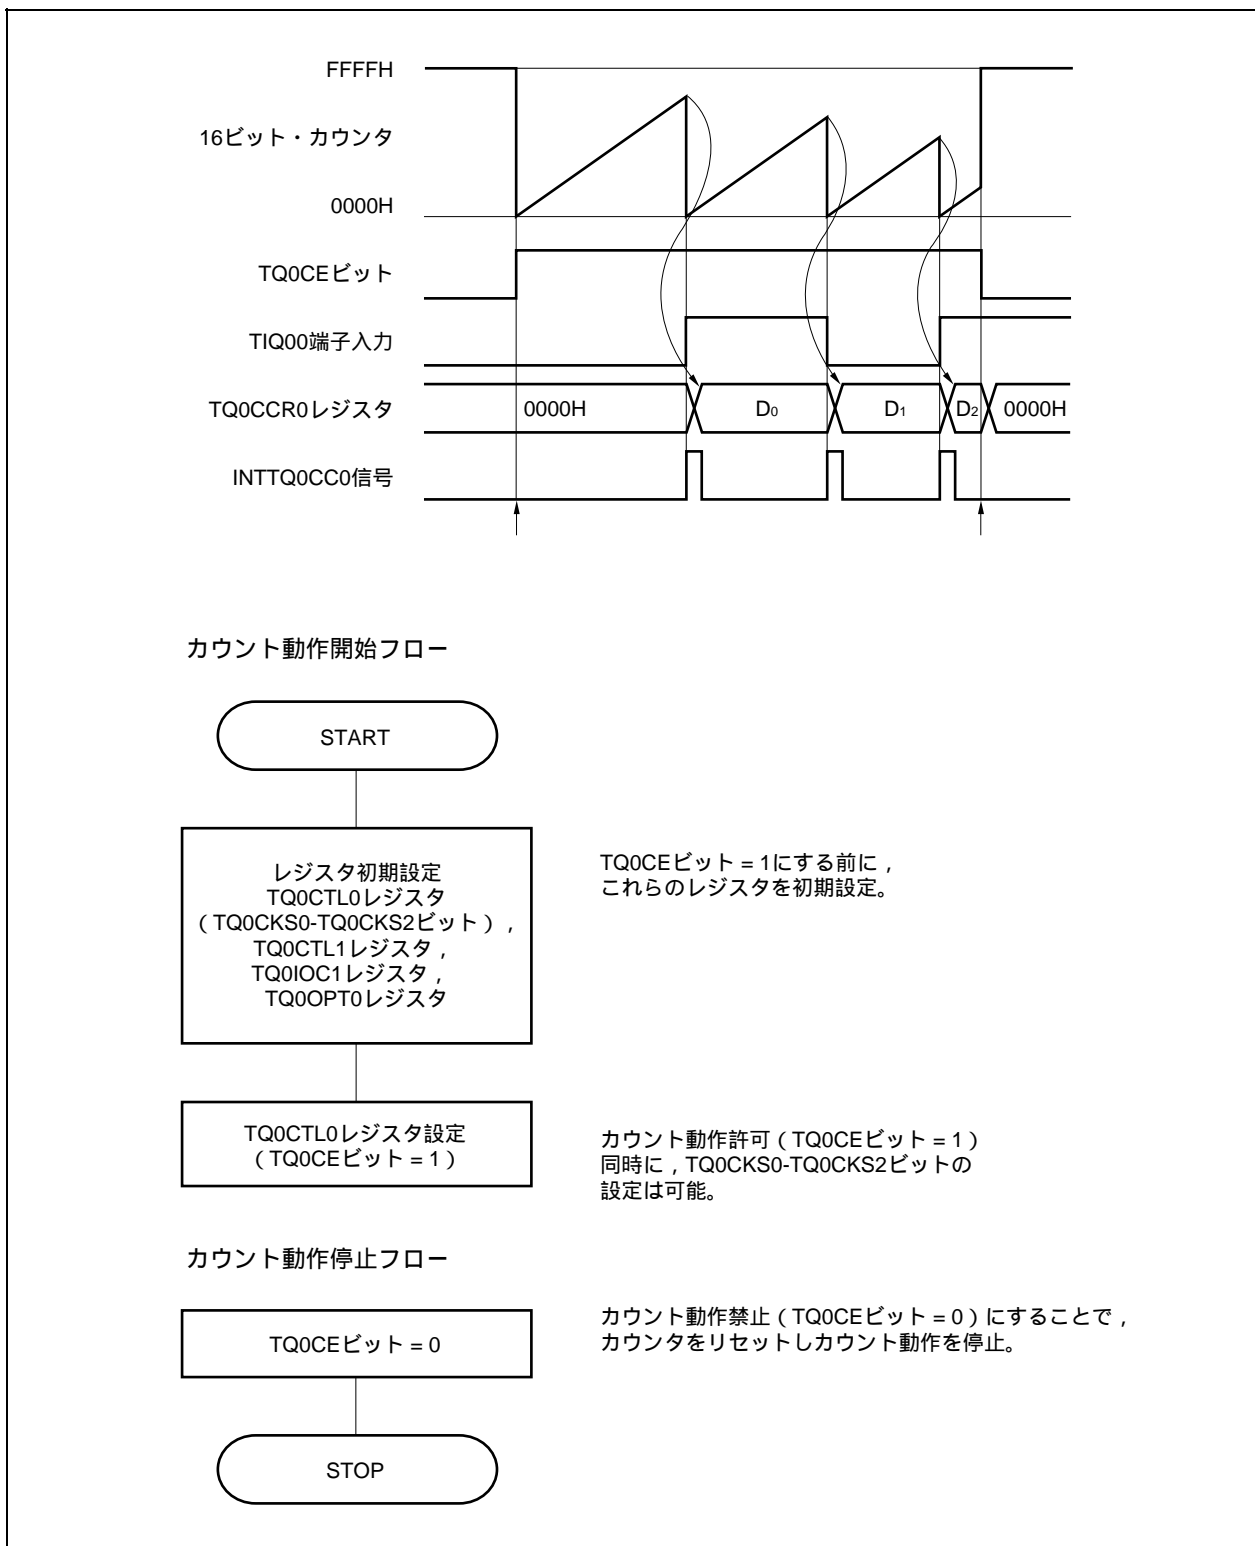 FFFFH
16ビット・カウンタ
0000H
TQ0CEビット
TIQ00端子入力
TQ0CCR0レジスタ
0000H
D0
D1
D2
0000H
INTTQ0CC0信号
カウント動作開始フロー
START
レジスタ初期設定
TQ0CTL0レジスタ
（TQ0CKS0-TQ0CKS2ビット），
TQ0CTL1レジスタ，
TQ0IOC1レジスタ，
TQ0OPT0レジスタ
TQ0CEビット = 1にする前に，
これらのレジスタを初期設定。
TQ0CTL0レジスタ設定
（TQ0CEビット = 1）
カウント動作許可（TQ0CEビット = 1）
同時に，TQ0CKS0-TQ0CKS2ビットの
設定は可能。
カウント動作停止フロー
TQ0CEビット = 0
カウント動作禁止（TQ0CEビット = 0）にすることで，
カウンタをリセットしカウント動作を停止。
STOP